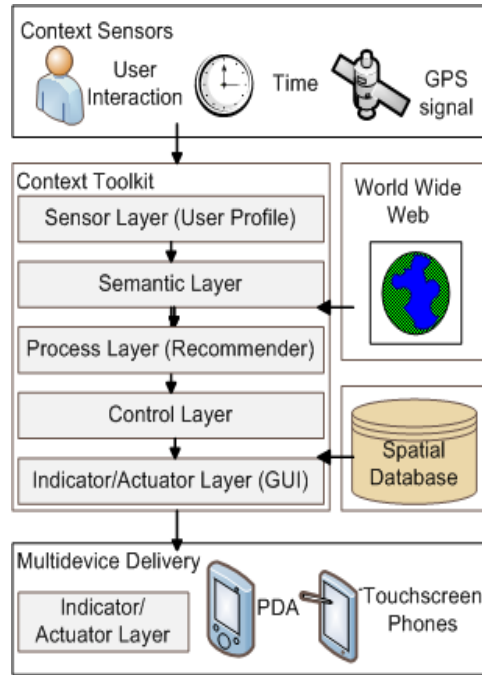 Context Sensors
User
Interaction
Time
GPS
signal
Context Toolkit
Sensor Layer (User Profile)
Semantic Layer
Process Layer (Recommender)
Control Layer
Indicator/Actuator Layer (GUI)
World Wide
Web
Spatial
Database
Multidevice Delivery
Indicator/
Actuator Layer
PDA
Touchscreen
Phones